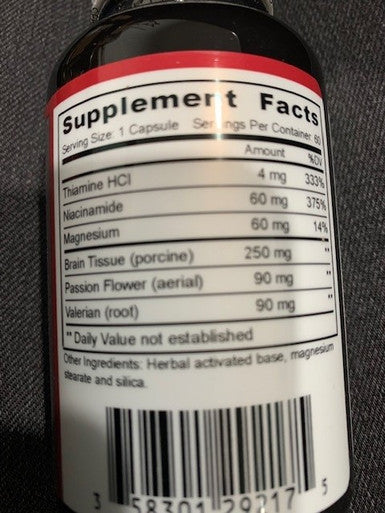 Supplement Facts
Serving Size: 1 Capsule Servings Per Container: 60
Amount %DV
Thiamine HCl 4 mg 333%
Niacinamide 60 mg 375%
Magnesium 60 mg 14%
Brain Tissue (porcine) 250 mg **
Passion Flower (aerial) 90 mg **
Valerian (root) 90 mg **
** Daily Value not established
Other Ingredients: Herbal activated base, magnesium
stearate and silica.
3 58301 29217 5